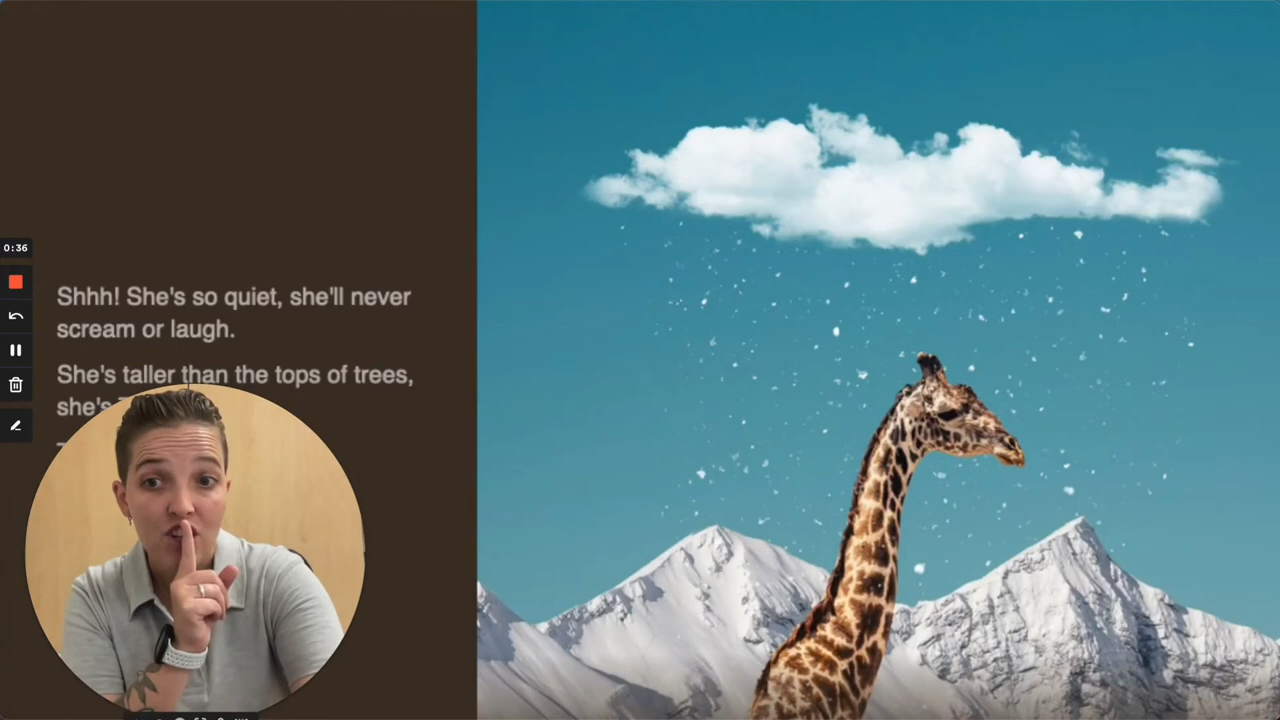 0:36
Shhh! She's so quiet, she'll never
scream or laugh.
She's taller than the tops of trees,
she's